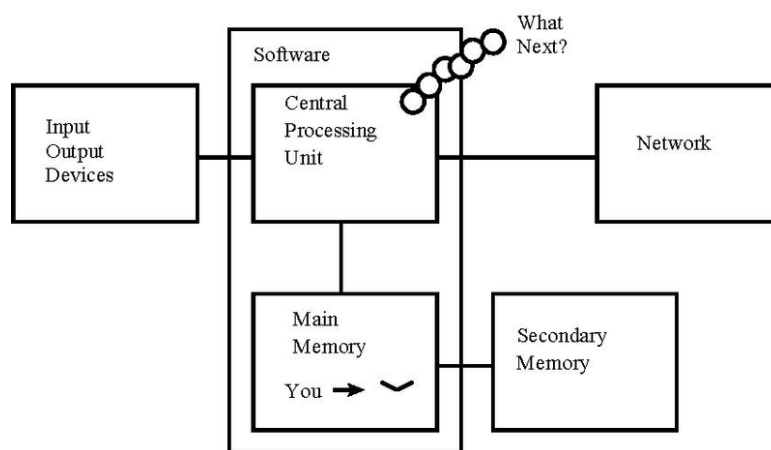 What
Next?
Software
Input
Output
Devices
Central
Processing
Unit
Network
Main
Memory
You
Secondary
Memory